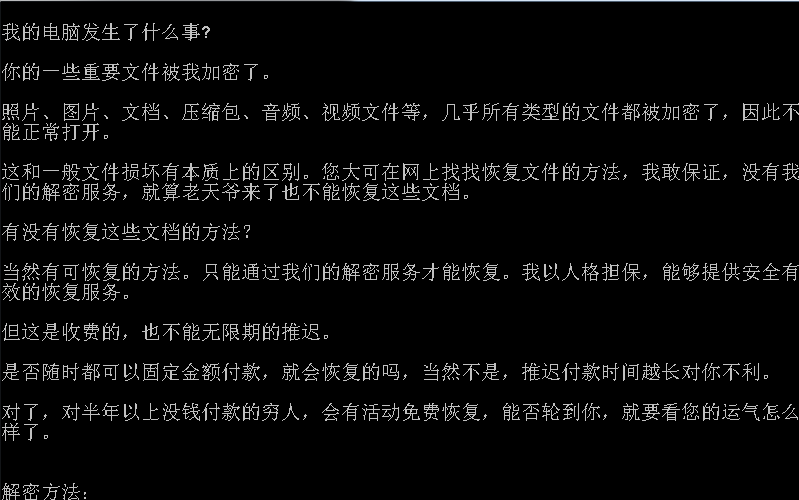 我的电脑发生了什么事?
你的一些重要文件被我加密了。
照片、图片、文档、压缩包、音频、视频文件等，几乎所有类型的文件都被加密了，因此不
能正常打开。
这和一般文件损坏有本质上的区别。您大可在网上找找恢复文件的方法，我敢保证，没有我
们的解密服务，就算老天爷来了也不能恢复这些文档。
有没有恢复这些文档的方法？
当然有可恢复的方法。只能通过我们的解密服务才能恢复。我以人格担保，能够提供安全有
效的恢复服务。
但这是收费的，也不能无限期的推迟。
是否随时都可以固定金额付款，就会恢复的吗，当然不是，推迟付款时间越长对你不利。
对了，对半年以上没钱付款的穷人，会有活动免费恢复，能否轮到你，就要看您的运气怎么
样了。
解密方法：